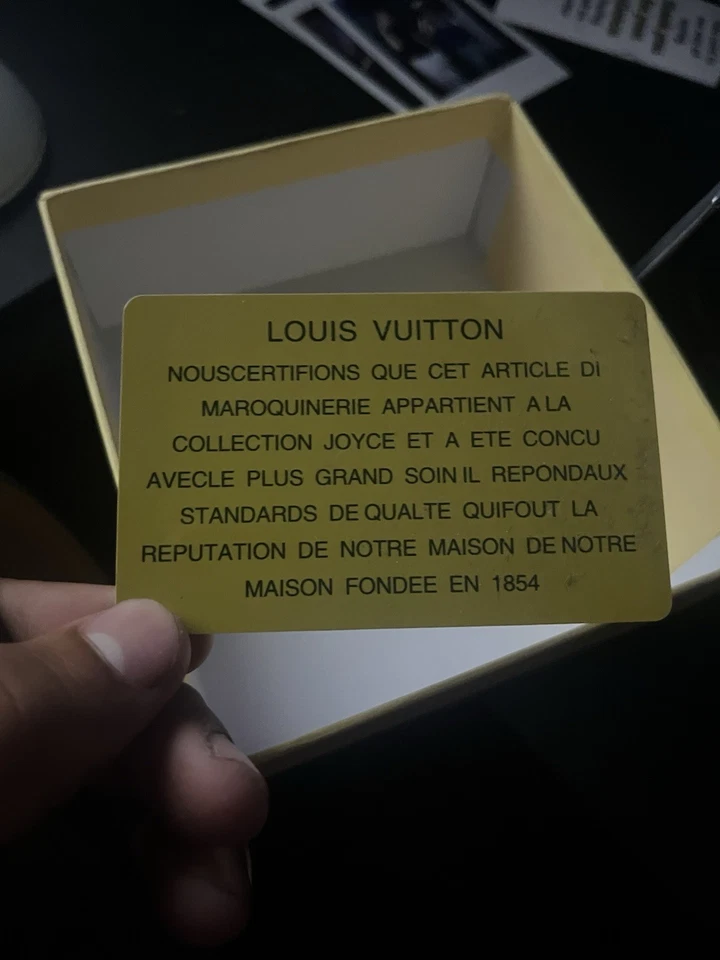 LOUIS VUITTON
NOUSCERTIFIONS QUE CET ARTICLE DI
MAROQUINERIE APPARTIENT A LA
COLLECTION JOYCE ET A ETE CONCU
AVECLE PLUS GRAND SOIN IL REPONDAUX
STANDARDS DE QUALTE QUIFOUT LA
REPUTATION DE NOTRE MAISON DE NOTRE
MAISON FONDEE EN 1854